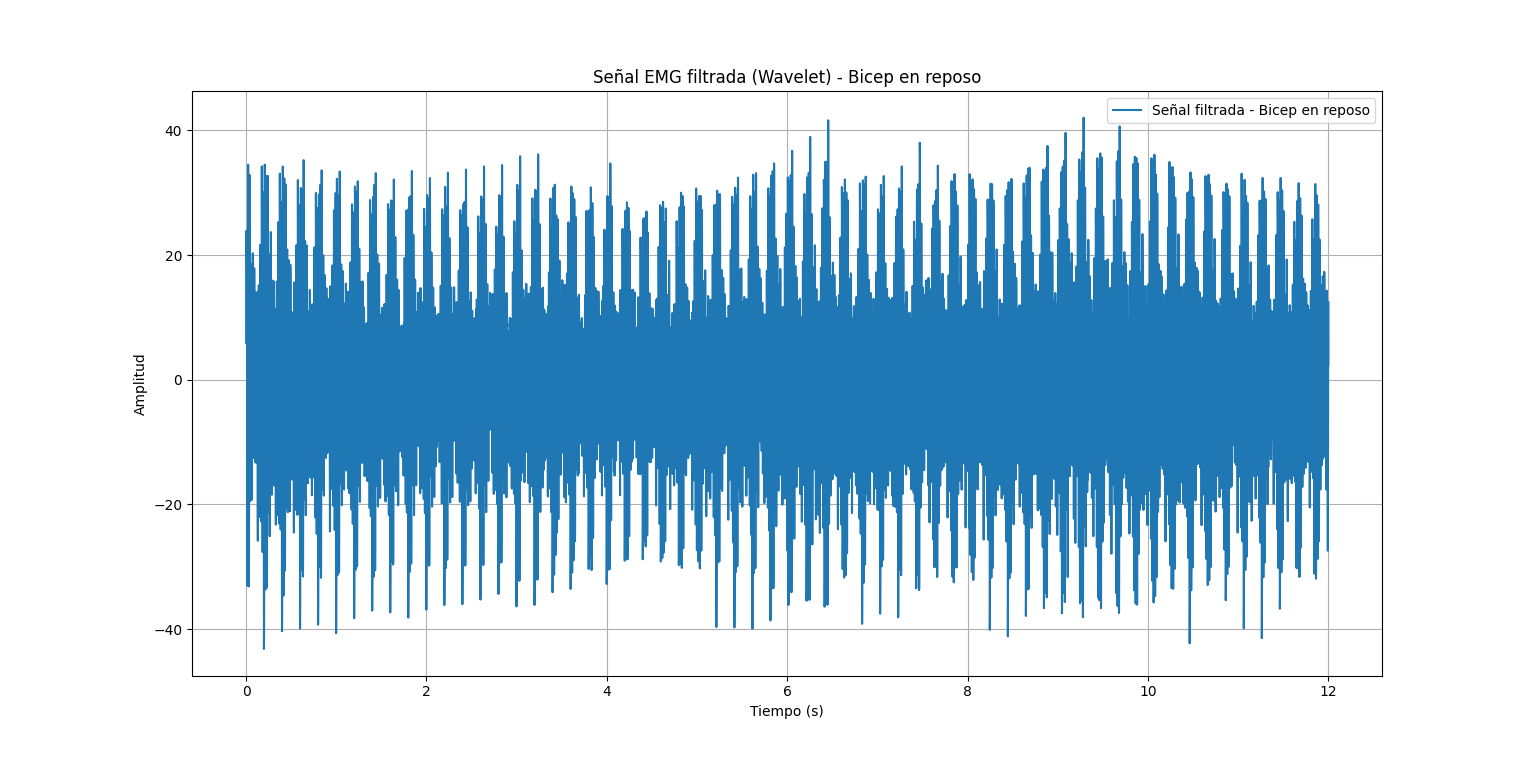 Señal EMG filtrada (Wavelet) - Bicep en reposo
Señal filtrada - Bicep en reposo
40
20
0
−20
−40
Amplitud
0 2 4 6 8 10 12
Tiempo (s)